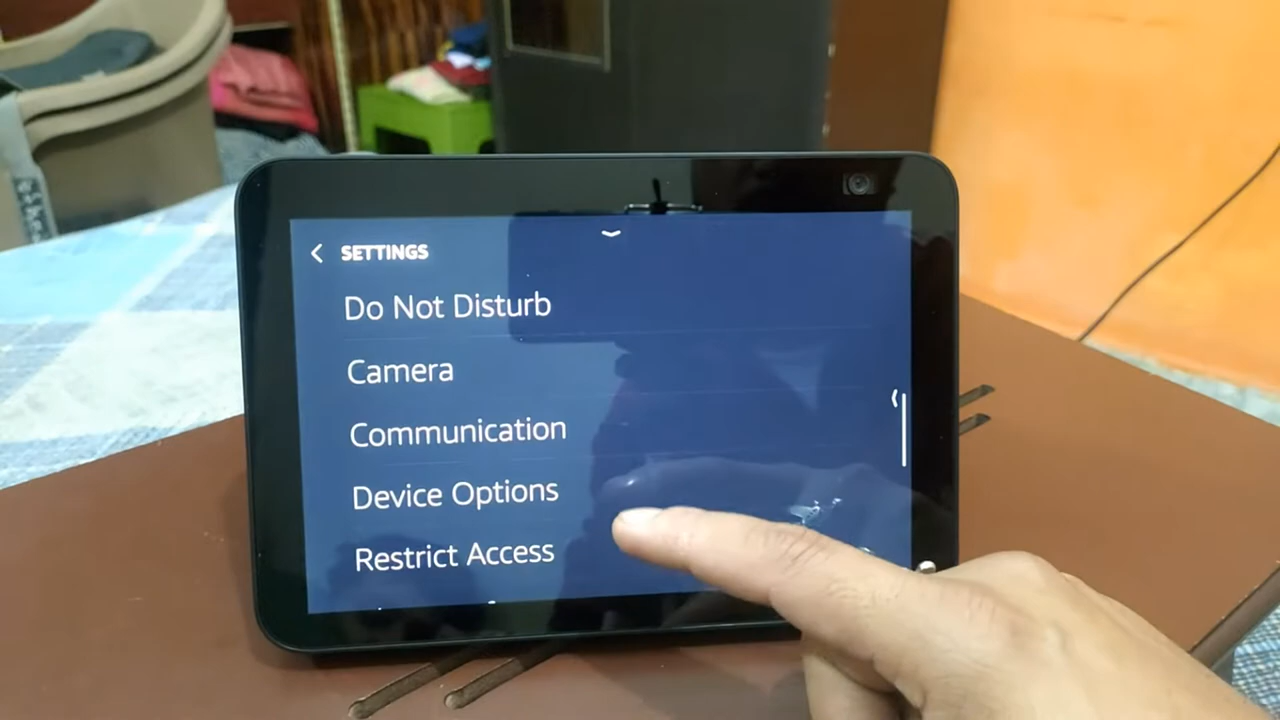 SETTINGS
Do Not Disturb
Camera
Communication
Device Options
Restrict Access